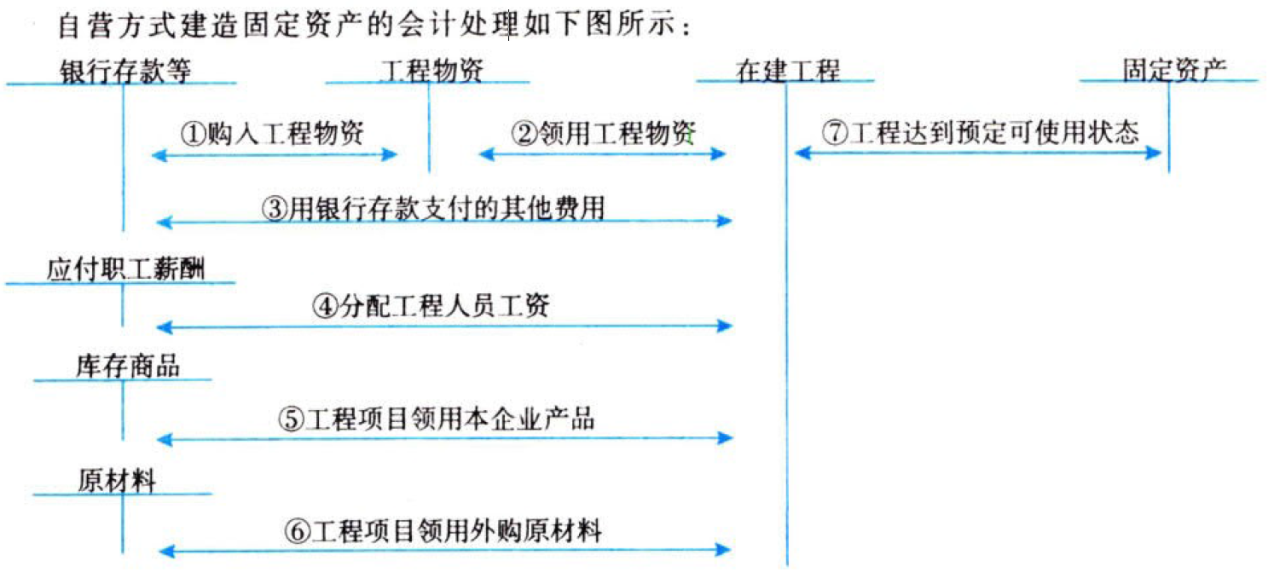 自营方式建造固定资产的会计处理如下图所示:
银行存款等 工程物资 在建工程 固定资产
①购入工程物资 ②领用工程物资 ⑦工程达到预定可使用状态
③用银行存款支付的其他费用
应付职工薪酬
④分配工程人员工资
库存商品
⑤工程项目领用本企业产品
原材料
⑥工程项目领用外购原材料